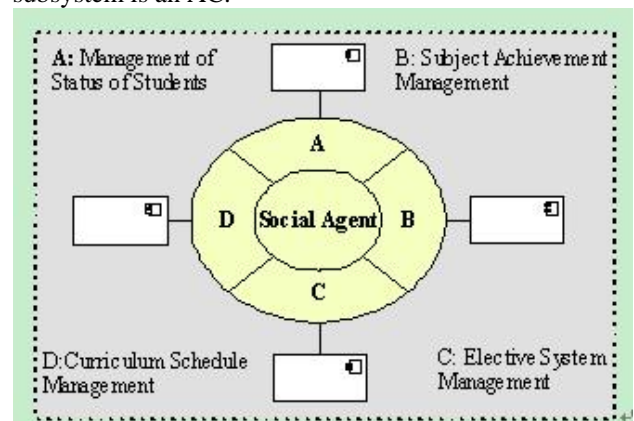 subsystem is an AC.
A: Management of
Status of Students
B: Subject Achievement
Management
A
D
Social Agent
B
C
D:Curriculum Schedule
Management
C: Elective System
Management